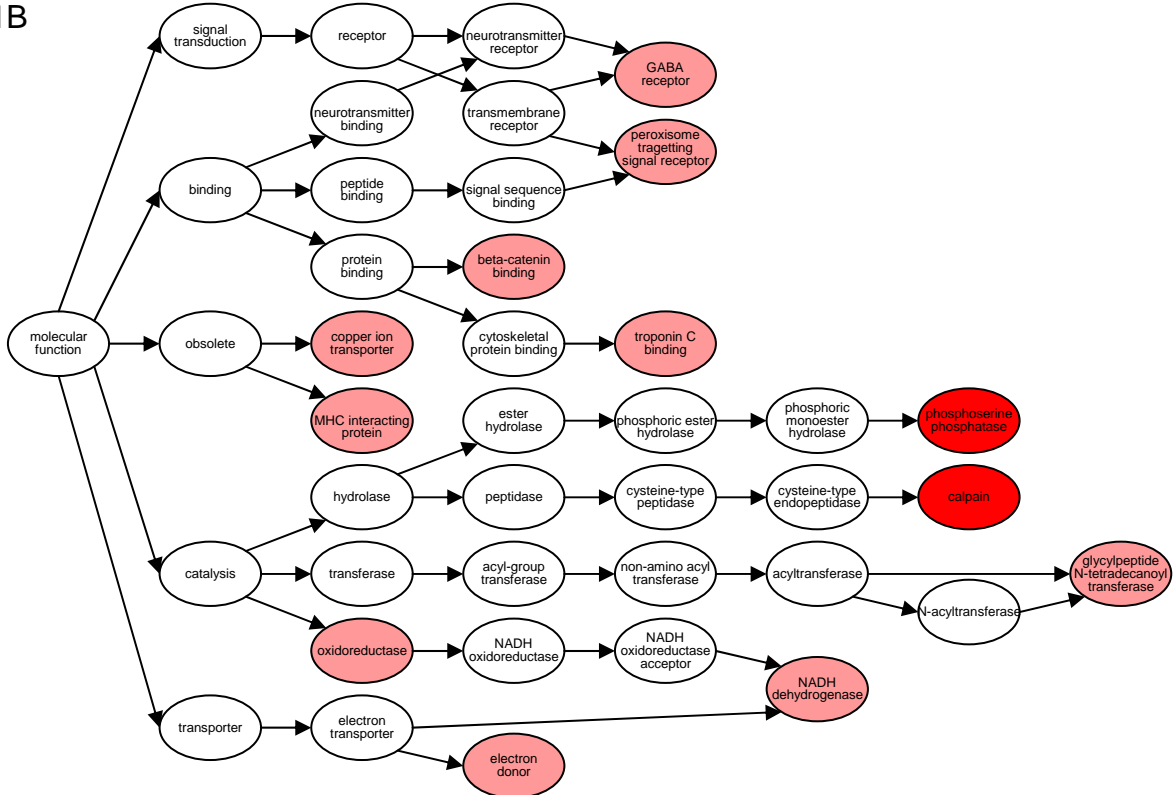 1B
signal
transduction
receptor
neurotransmitter
receptor
GABA
receptor
neurotransmitter
binding
transmembrane
receptor
peroxisome
tragetting
signal receptor
binding
peptide
binding
signal sequence
binding
protein
binding
beta-catenin
binding
molecular
function
obsolete
copper ion
transporter
cytoskeletal
protein binding
troponin C
binding
MHC interacting
protein
ester
hydrolase
phosphoric ester
hydrolase
phosphoric
monoester
hydrolase
phosphoserine
phosphatase
hydrolase
peptidase
cysteine-type
peptidase
cysteine-type
endopeptidase
calpain
catalysis
transferase
acyl-group
transferase
non-amino acyl
transferase
acyltransferase
glycylpeptide
N-tetradecanoyl
transferase
N-acyltransferase
oxidoreductase
NADH
oxidoreductase
NADH
oxidoreductase
acceptor
NADH
dehydrogenase
transporter
electron
transporter
electron
donor